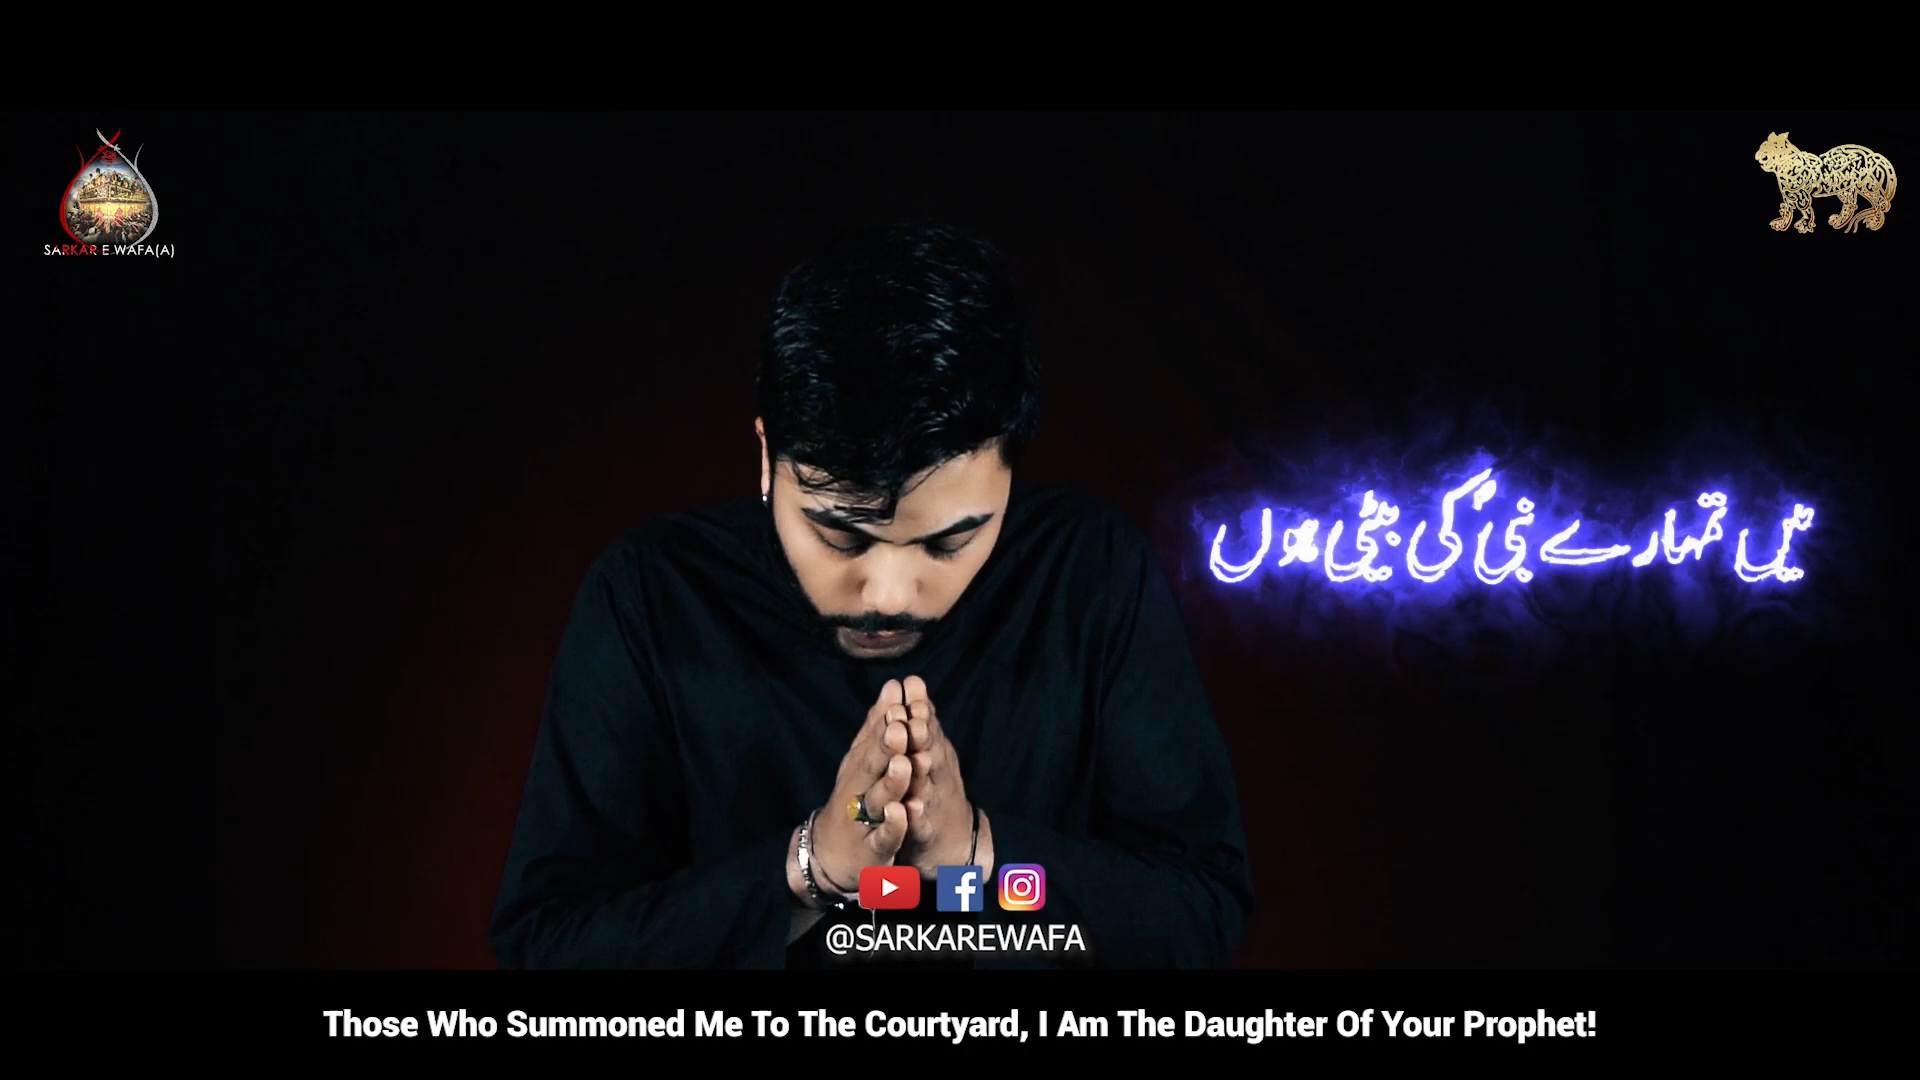 SARKAR E WAFA(A)
میں تمہارے نبیؐ کی بیٹی ہوں
@SARKAREWAFA
Those Who Summoned Me To The Courtyard, I Am The Daughter Of Your Prophet!